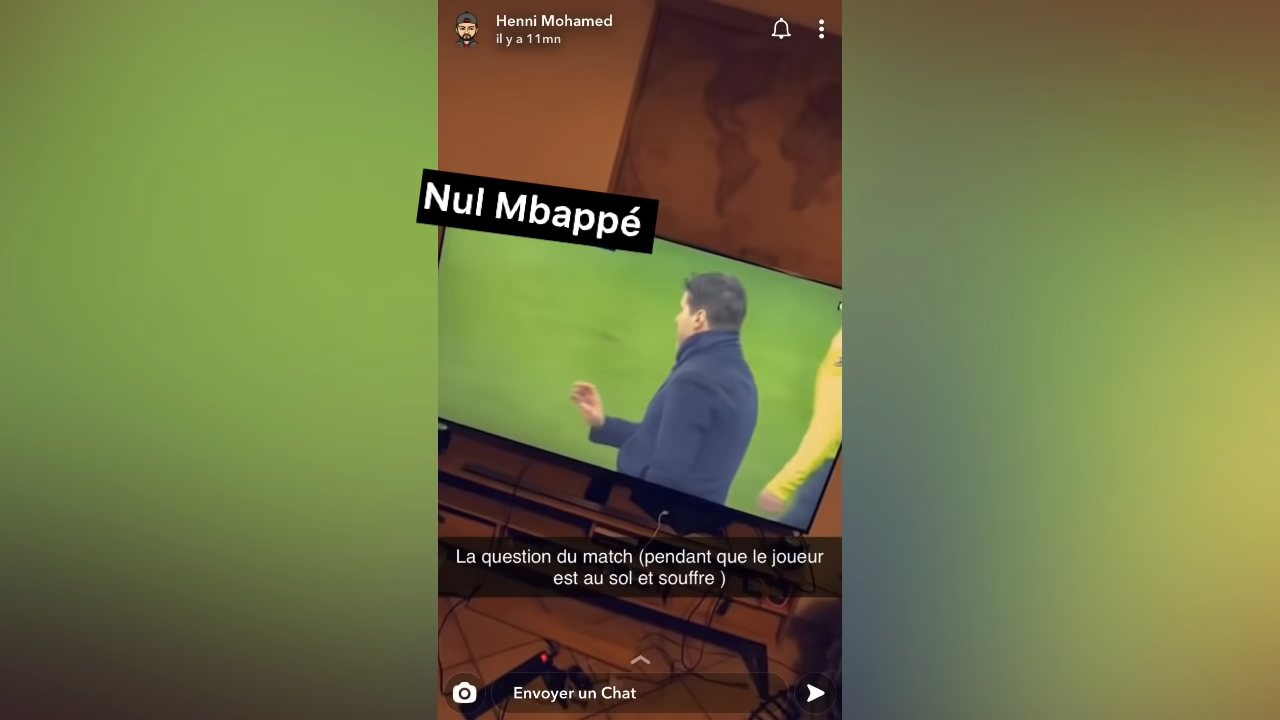 Henni Mohamed
il y a 11mn
Nul Mbappé
La question du match (pendant que le joueur
est au sol et souffre )
Envoyer un Chat